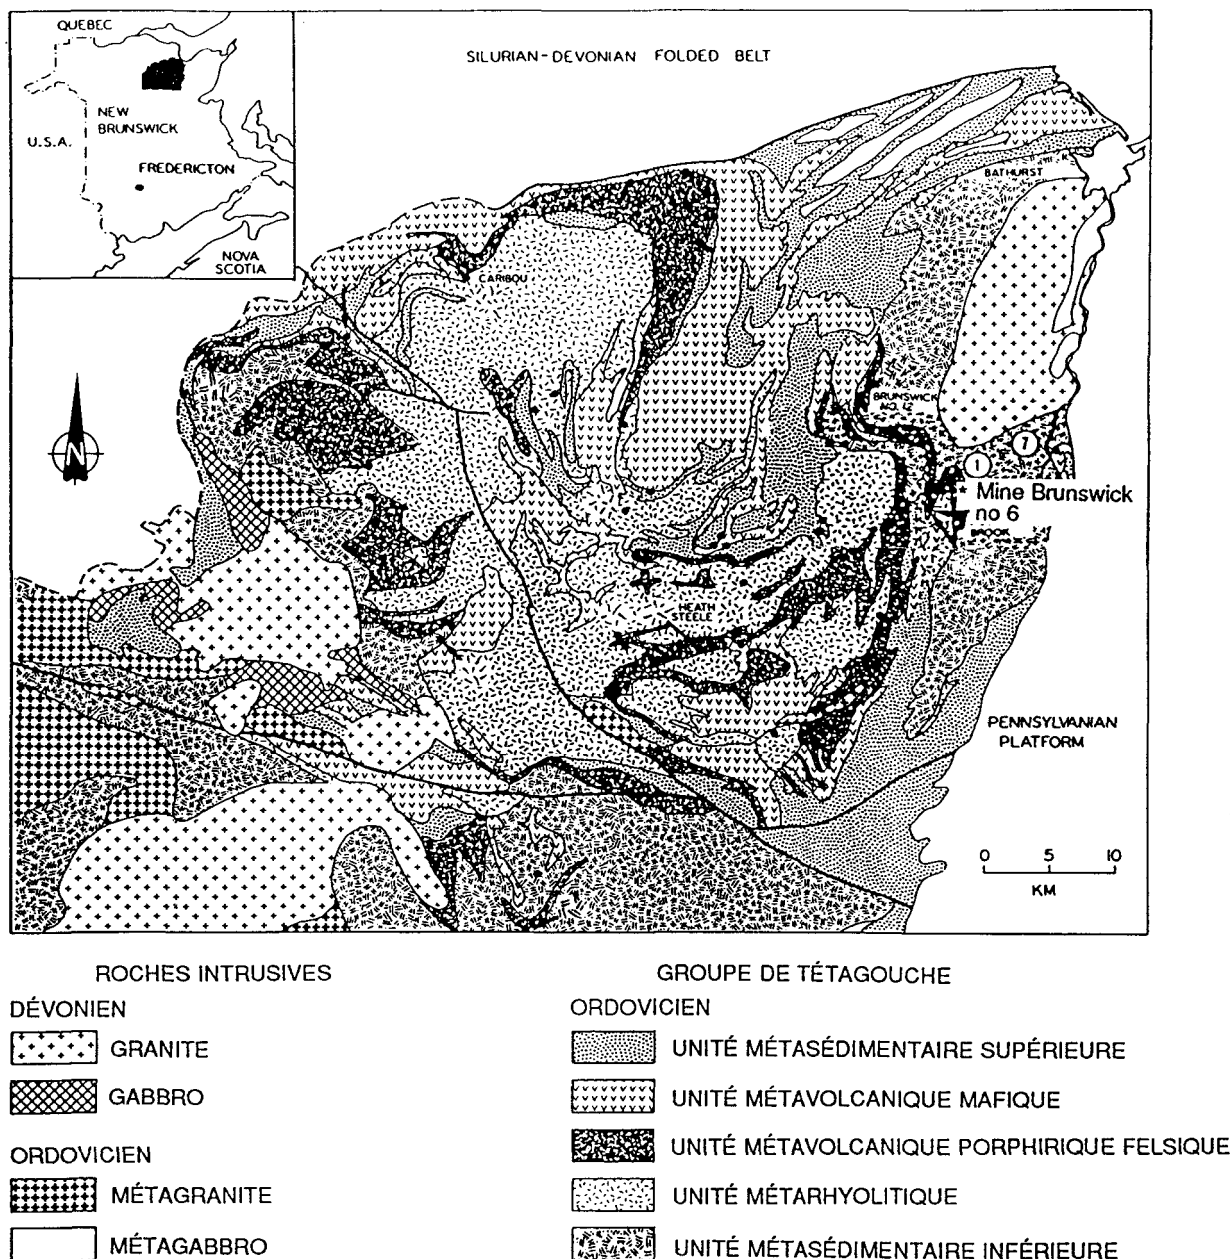 QUEBEC
NEW
BRUNSWICK
U.S.A.
FREDERICTON
NOVA
SCOTIA
SILURIAN-DEVONIAN FOLDED BELT
BATHURST
CARIBOU
BRUNSWICK
NO. 12
1
7
* Mine Brunswick
no 6
BROOK
N
HEATH
STEELE
PENNSYLVANIAN
PLATFORM
0 5 10
KM
ROCHES INTRUSIVES
DÉVONIEN
GRANITE
GABBRO
ORDOVICIEN
MÉTAGRANITE
MÉTAGABBRO
GROUPE DE TÉTAGOUCHE
ORDOVICIEN
UNITÉ MÉTASÉDIMENTAIRE SUPÉRIEURE
UNITÉ MÉTAVOLCANIQUE MAFIQUE
UNITÉ MÉTAVOLCANIQUE PORPHIRIQUE FELSIQUE
UNITÉ MÉTARHYOLITIQUE
UNITÉ MÉTASÉDIMENTAIRE INFÉRIEURE